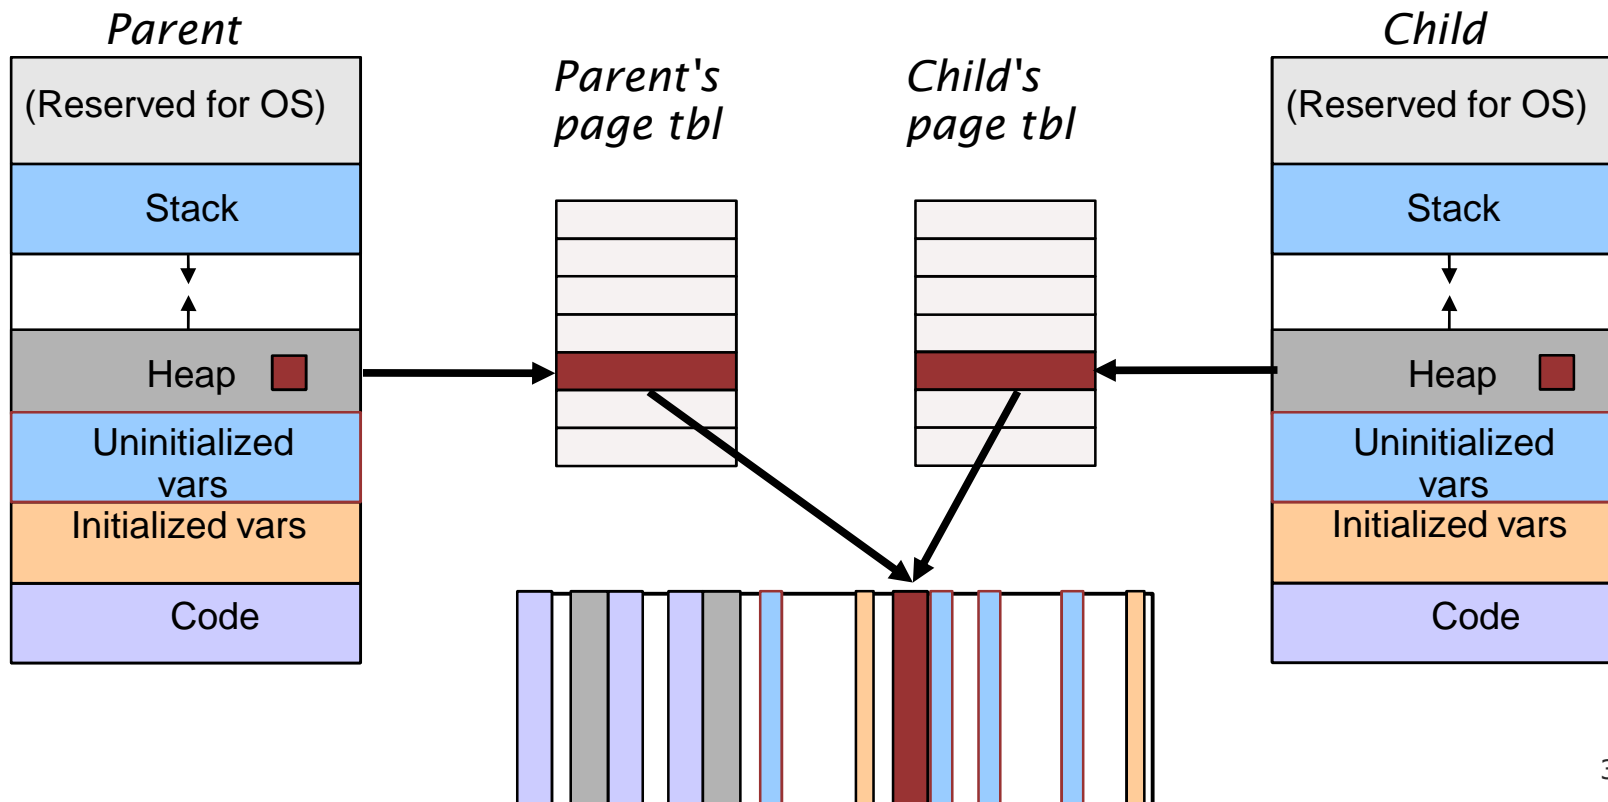 Parent
(Reserved for OS)
Stack
Heap
Uninitialized
vars
Initialized vars
Code
Parent's
page tbl
Child's
page tbl
Child
(Reserved for OS)
Stack
Heap
Uninitialized
vars
Initialized vars
Code